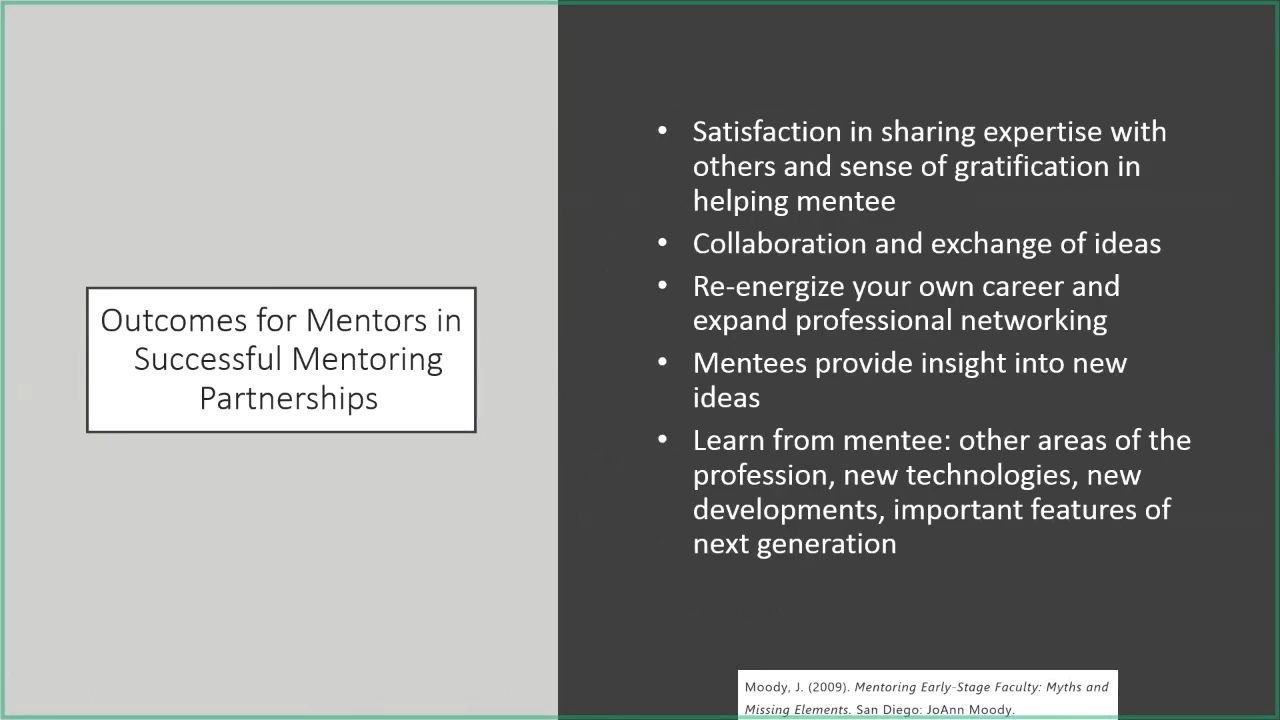 Outcomes for Mentors in
Successful Mentoring
Partnerships
• Satisfaction in sharing expertise with
others and sense of gratification in
helping mentee
• Collaboration and exchange of ideas
• Re-energize your own career and
expand professional networking
• Mentees provide insight into new
ideas
• Learn from mentee: other areas of the
profession, new technologies, new
developments, important features of
next generation
Moody, J. (2009). Mentoring Early-Stage Faculty: Myths and
Missing Elements. San Diego: JoAnn Moody.